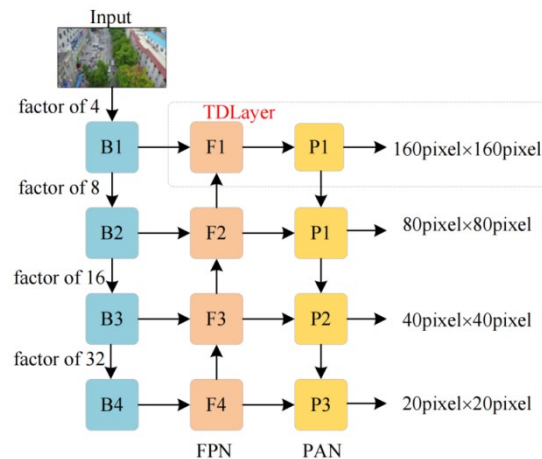 Input
factor of 4
TDLayer
B1 F1 P1 160pixel×160pixel
factor of 8
B2 F2 P1 80pixel×80pixel
factor of 16
B3 F3 P2 40pixel×40pixel
factor of 32
B4 F4 P3 20pixel×20pixel
FPN PAN